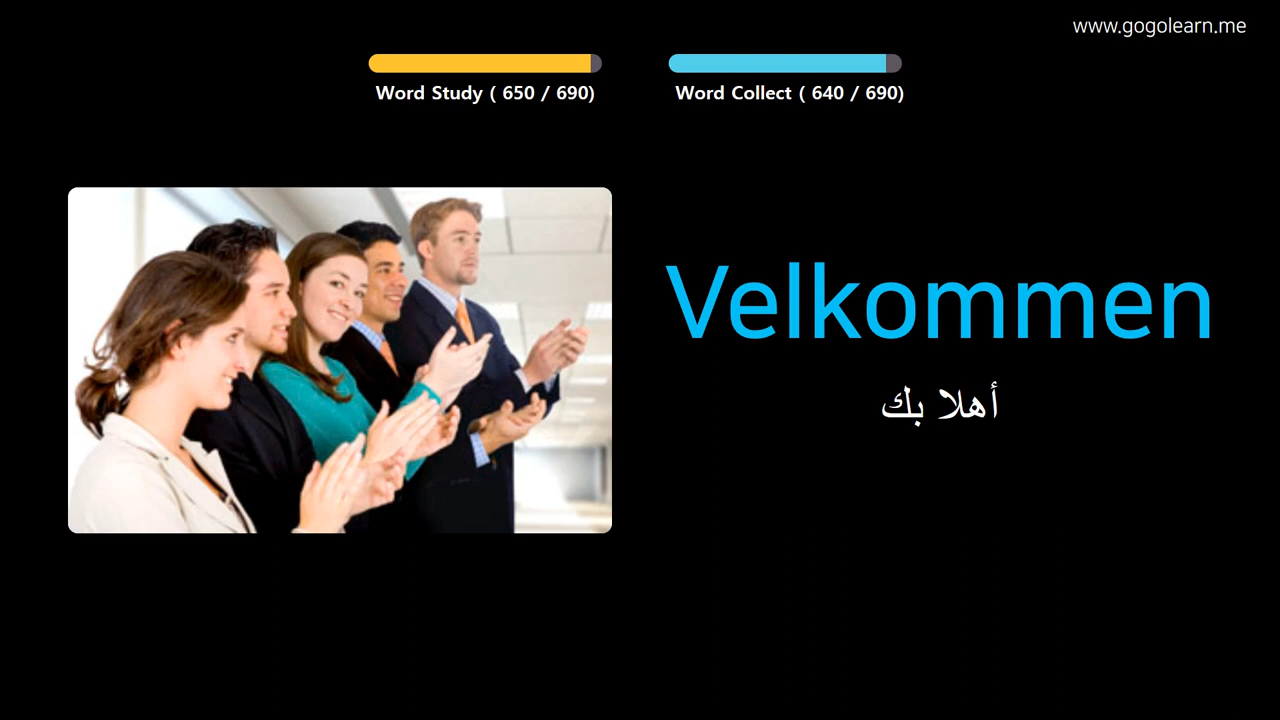 www.gogolearn.me
Word Study ( 650 / 690)
Word Collect ( 640 / 690)
Velkommen
أهلا بك